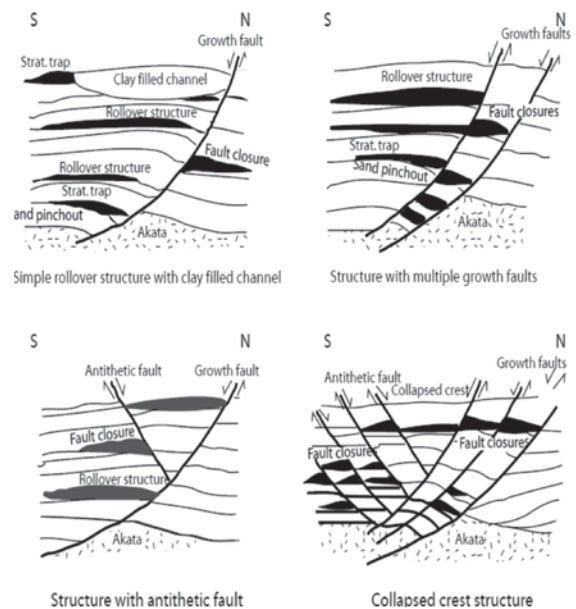 S N
Growth fault
Strat. trap
Clay filled channel
Rollover structure
Fault closure
Rollover structure
Strat. trap
and pinchout
Akata
Simple rollover structure with clay filled channel
S N
Growth faults
Rollover structure
Fault closures
Strat. trap
Sand pinchout
Akata
Structure with multiple growth faults
S N
Antithetic fault Growth fault
Fault closure
Rollover structure
Akata
Structure with antithetic fault
S N
Growth faults
Antithetic fault
Collapsed crest
Fault closures
Fault closures
Akata
Collapsed crest structure